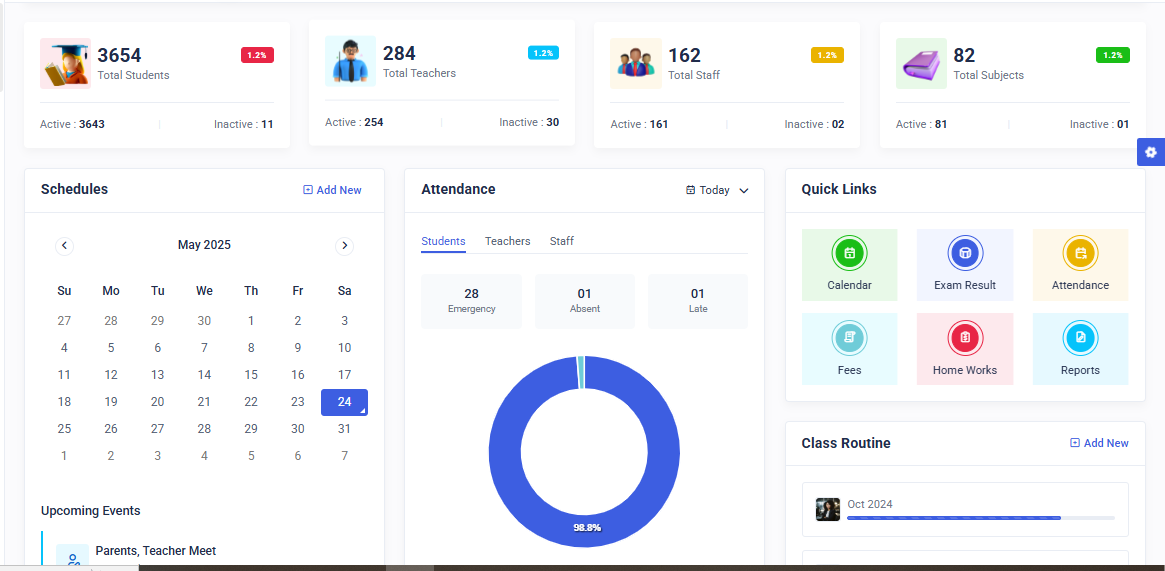 3654
Total Students
1.2%
Active : 3643
Inactive : 11
284
Total Teachers
1.2%
Active : 254
Inactive : 30
162
Total Staff
1.2%
Active : 161
Inactive : 02
82
Total Subjects
1.2%
Active : 81
Inactive : 01
Schedules
Add New
May 2025
Su Mo Tu We Th Fr Sa
27 28 29 30 1 2 3
4 5 6 7 8 9 10
11 12 13 14 15 16 17
18 19 20 21 22 23 24
25 26 27 28 29 30 31
1 2 3 4 5 6 7
Upcoming Events
Parents, Teacher Meet
Attendance
Today
Students Teachers Staff
28
Emergency
01
Absent
01
Late
98.8%
Quick Links
Calendar
Exam Result
Attendance
Fees
Home Works
Reports
Class Routine
Add New
Oct 2024